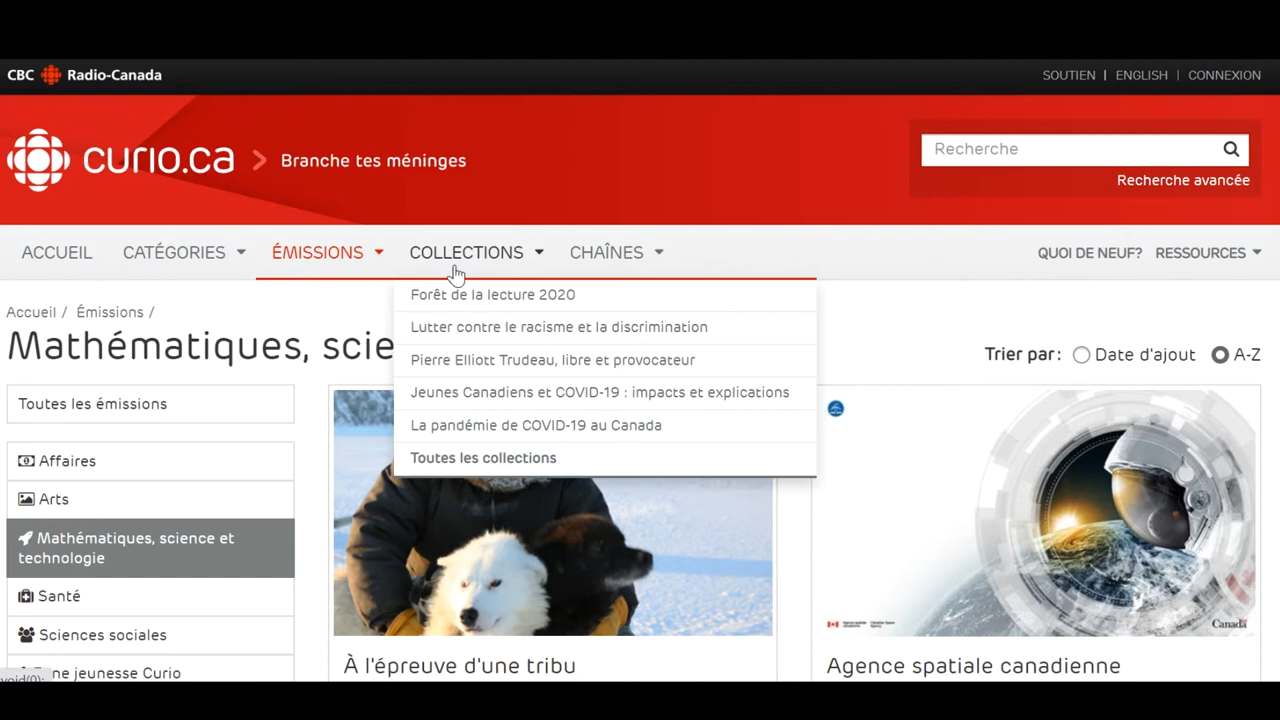 CBC Radio-Canada
SOUTIEN | ENGLISH | CONNEXION
curio.ca > Branche tes méninges
Recherche
Recherche avancée
ACCUEIL CATÉGORIES ÉMISSIONS COLLECTIONS CHAÎNES QUOI DE NEUF? RESSOURCES
Forêt de la lecture 2020
Lutter contre le racisme et la discrimination
Pierre Elliott Trudeau, libre et provocateur
Jeunes Canadiens et COVID-19 : impacts et explications
La pandémie de COVID-19 au Canada
Toutes les collections
Accueil / Émissions /
Mathématiques, scie
Trier par : Date d'ajout A-Z
Toutes les émissions
Affaires
Arts
Mathématiques, science et
technologie
Santé
Sciences sociales
ne jeunesse Curio
void(0);
Canada
À l'épreuve d'une tribu
Agence spatiale canadienne